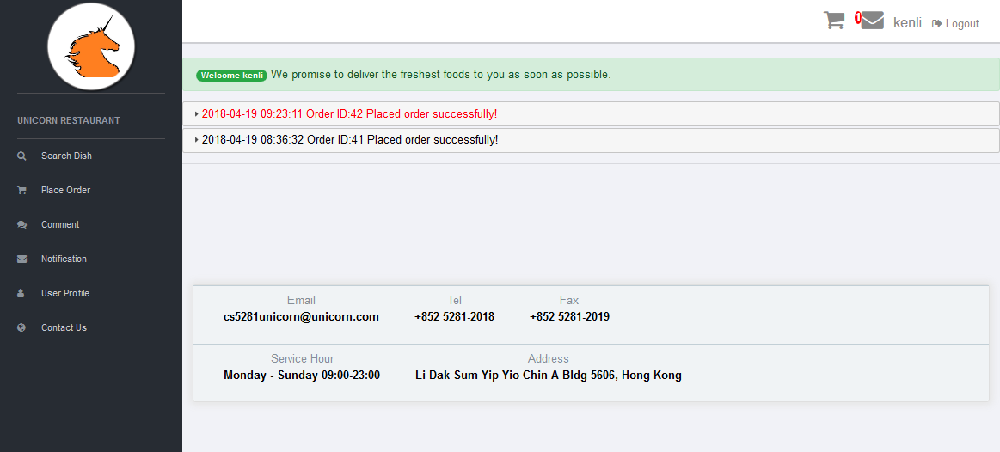 1
kenli
Logout
Welcome kenli We promise to deliver the freshest foods to you as soon as possible.
2018-04-19 09:23:11 Order ID:42 Placed order successfully!
2018-04-19 08:36:32 Order ID:41 Placed order successfully!
UNICORN RESTAURANT
Search Dish
Place Order
Comment
Notification
User Profile
Contact Us
Email
cs5281unicorn@unicorn.com
Tel
+852 5281-2018
Fax
+852 5281-2019
Service Hour
Monday - Sunday 09:00-23:00
Address
Li Dak Sum Yip Yio Chin A Bldg 5606, Hong Kong